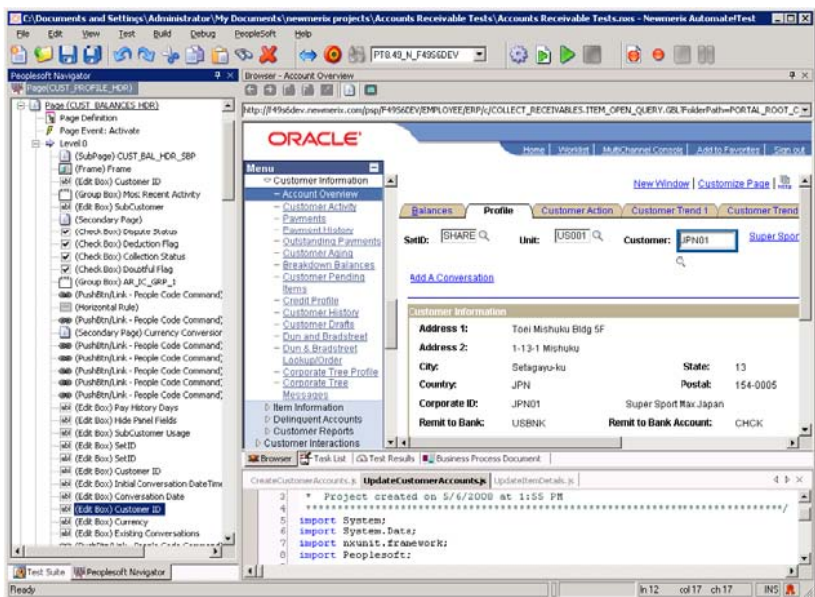 C:\Documents and Settings\Administrator\My Documents\newmerix projects\Accounts Receivable Tests\Accounts Receivable Tests.nws - Newmerix Automate!Test
File Edit View Test Build Debug PeopleSoft Help
PT8.49_N_F49S6DEV
Peoplesoft Navigator
Page(CUST_PROFILE_HDR)
Page (CUST_BALANCES HDR)
Page Definition
Page Event: Activate
Level 0
(SubPage) CUST_BAL_HDR_SBP
(Frame) Frame
(Edit Box) Customer ID
(Group Box) Most Recent Activity
(Edit Box) SubCustomer
(Secondary Page)
(Check Box) Dispute Status
(Check Box) Deduction Flag
(Check Box) Collection Status
(Check Box) Doubtful Flag
(Group Box) AR_IC_GRP_1
(PushBtn/Link - People Code Command)
(Horizontal Rule)
(PushBtn/Link - People Code Command)
(Secondary Page) Currency Conversion
(PushBtn/Link - People Code Command)
(PushBtn/Link - People Code Command)
(PushBtn/Link - People Code Command)
(PushBtn/Link - People Code Command)
(Edit Box) Pay History Days
(Edit Box) Hide Panel Fields
(Edit Box) SubCustomer Usage
(Edit Box) SetID
(Edit Box) SetID
(Edit Box) Customer ID
(Edit Box) Initial Conversation DateTime
(Edit Box) Conversation Date
(Edit Box) Customer ID
(Edit Box) Currency
(Edit Box) Existing Conversations
(PushBtn/Link - People Code Command)
Test Suite Peoplesoft Navigator
Browser - Account Overview
ORACLE'
Home Worklist MultiChannel Console Add to Favorites Sign out
Menu
Customer Information
Account Overview
Customer Activity
Payments
Payment History
Outstanding Payments
Customer Aging
Breakdown Balances
Customer Pending
Items
Credit Profile
Customer History
Customer Drafts
Dun and Bradstreet
Dun & Bradstreet
Lookup/Order
Corporate Tree Profile
Corporate Tree
Messages
Item Information
Delinquent Accounts
Customer Reports
Customer Interactions
New Window Customize Page
Balances Profile Customer Action Customer Trend 1 Customer Trend
SetID: SHARE Unit: US001 Customer: JPN01 Super Spor
Add A Conversation
Customer Information
Address 1: Toei Mishuku Bldg 5F
Address 2: 1-13-1 Mishuku
City: Setagayu-ku State: 13
Country: JPN Postal: 154-0005
Corporate ID: JPN01 Super Sport Max Japan
Remit to Bank: USBNK Remit to Bank Account: CHCK
Browser Task List Test Results Business Process Document
CreateCustomerAccounts.js UpdateCustomerAccounts.js UpdateItemDetails.js
3 * Project created on 5/6/2008 at 1:55 PM
4
5 import System;
6 import System.Data;
7 import nxunit.framework;
8 import Peoplesoft;
Ready ln 12 col 17 ch 17 INS